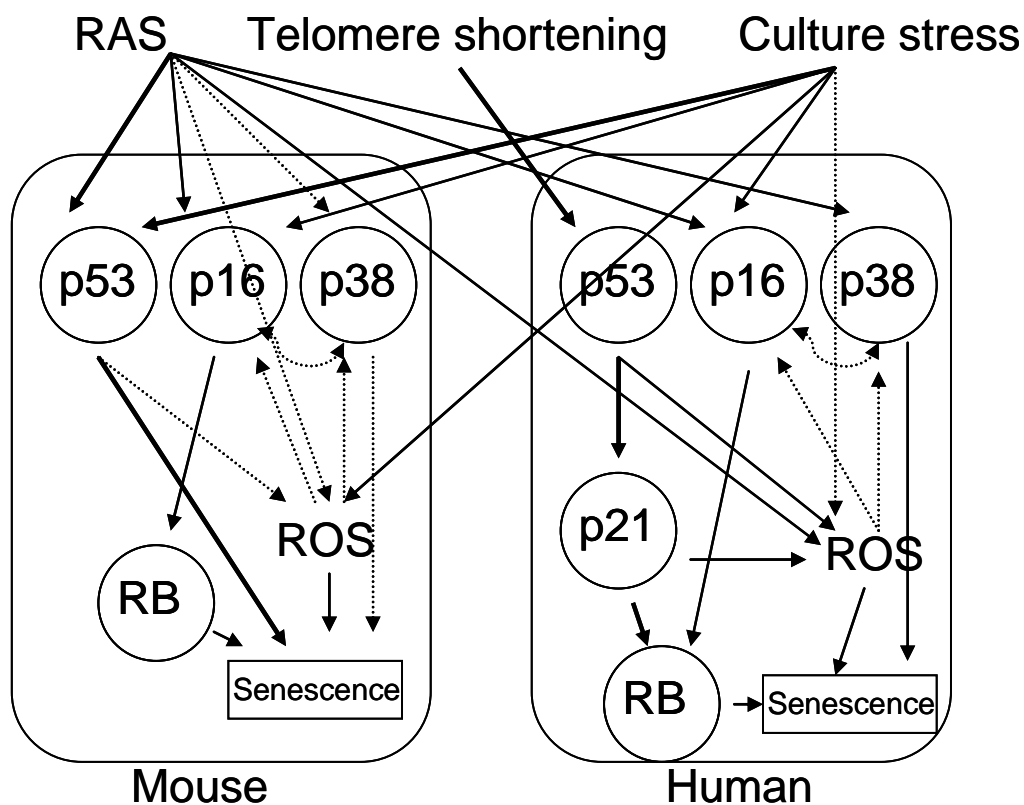 RAS Telomere shortening Culture stress
p53 p16 p38 p53 p16 p38
p21
ROS ROS
RB
RB
Senescence Senescence
Mouse Human